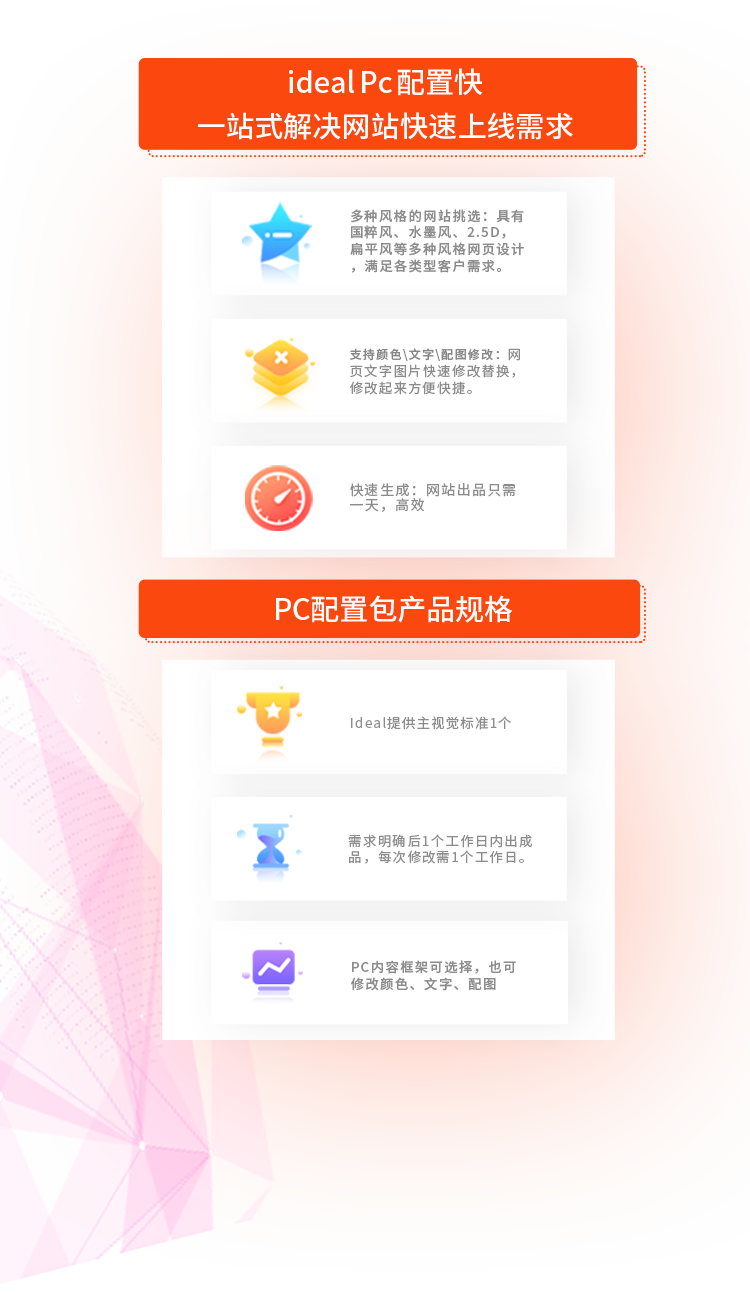 ideal Pc配置快
一站式解决网站快速上线需求
多种风格的网站挑选：具有
国粹风、水墨风、2.5D，
扁平风等多种风格网页设计
，满足各类型客户需求。
支持颜色\文字\配图修改：网
页文字图片快速修改替换，
修改起来方便快捷。
快速生成：网站出品只需
一天，高效
PC配置包产品规格
Ideal提供主视觉标准1个
需求明确后1个工作日内出成
品，每次修改需1个工作日。
PC内容框架可选择，也可
修改颜色、文字、配图